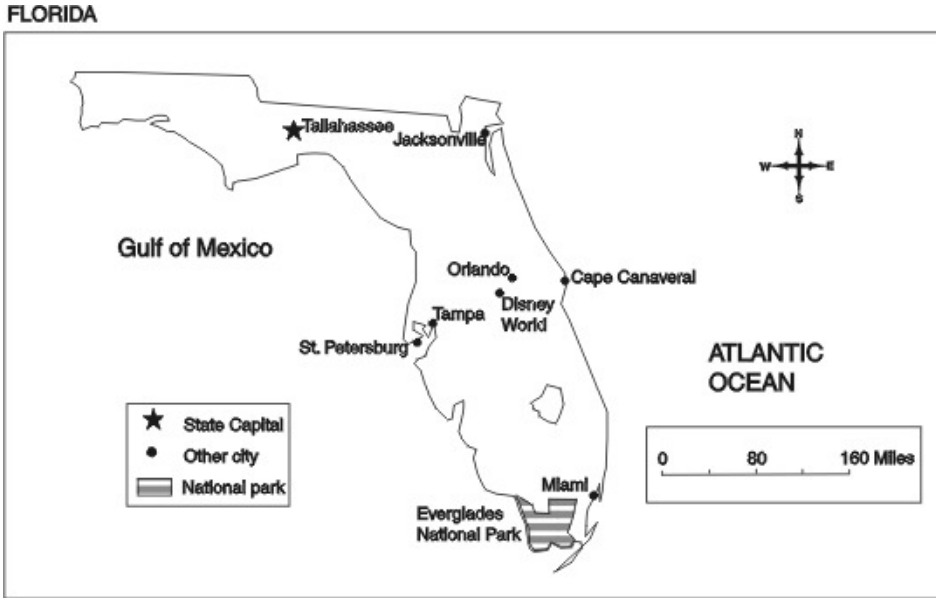 FLORIDA
Tallahassee
Jacksonville
N
W E
S
Gulf of Mexico
Orlando
Cape Canaveral
Disney
World
Tampa
St. Petersburg
ATLANTIC
OCEAN
State Capital
Other city
National park
0 80 160 Miles
Miami
Everglades
National Park